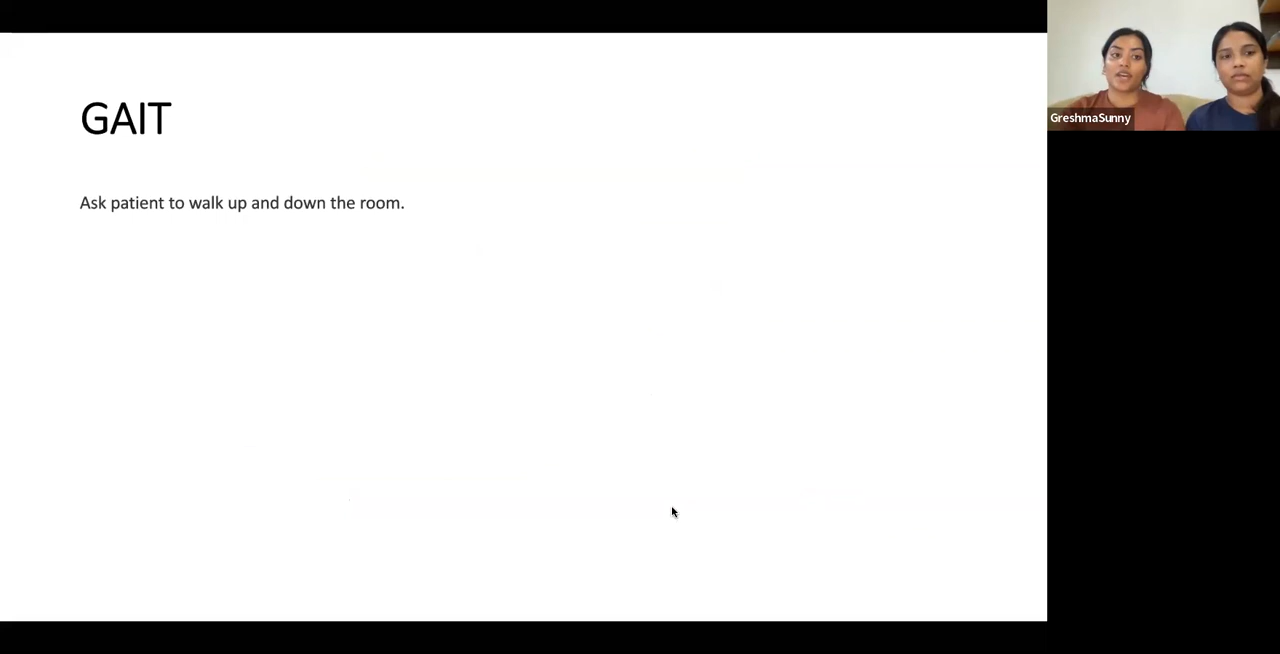 GAIT
Ask patient to walk up and down the room.
GreshmaSunny